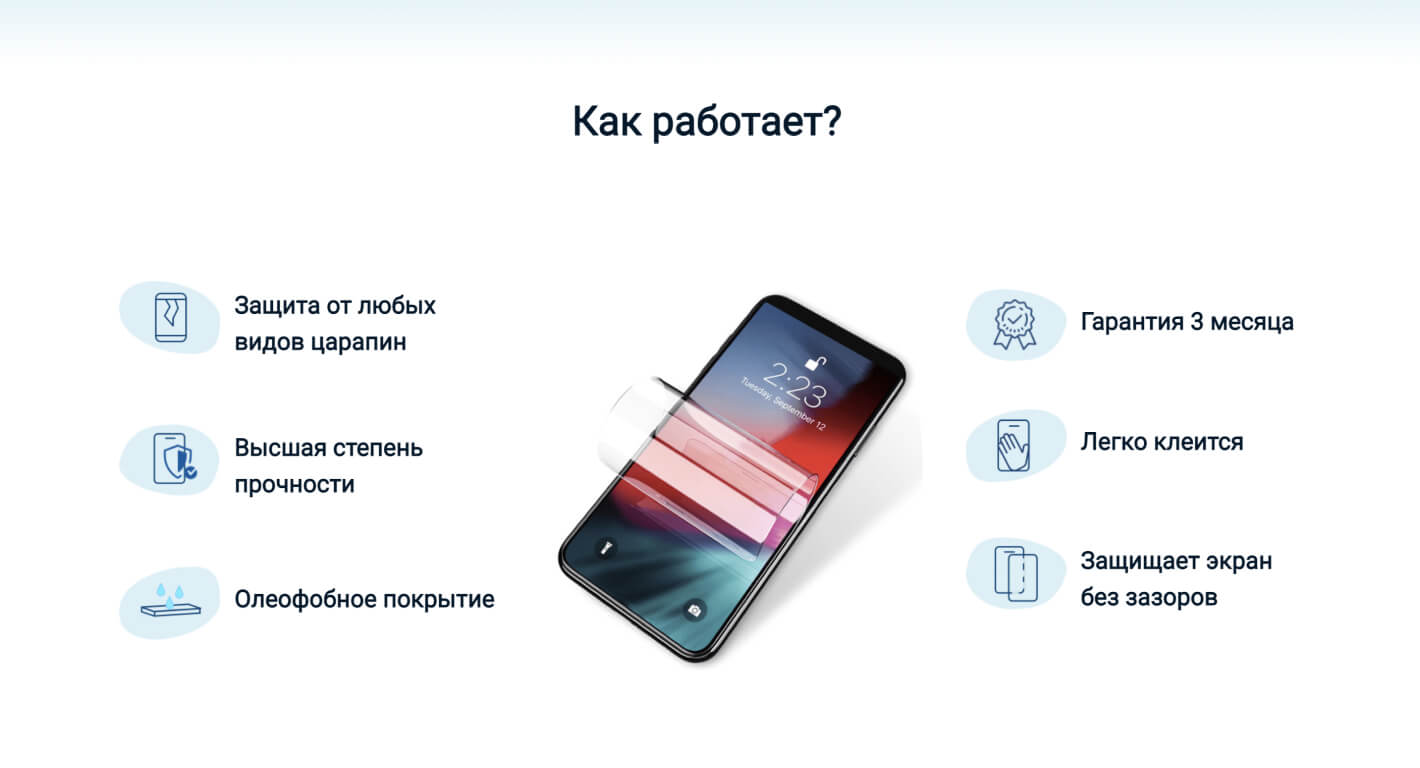 Как работает?
Защита от любых
видов царапин
Высшая степень
прочности
Олеофобное покрытие
2:23
Tuesday, September 12
Гарантия 3 месяца
Легко клеится
Защищает экран
без зазоров